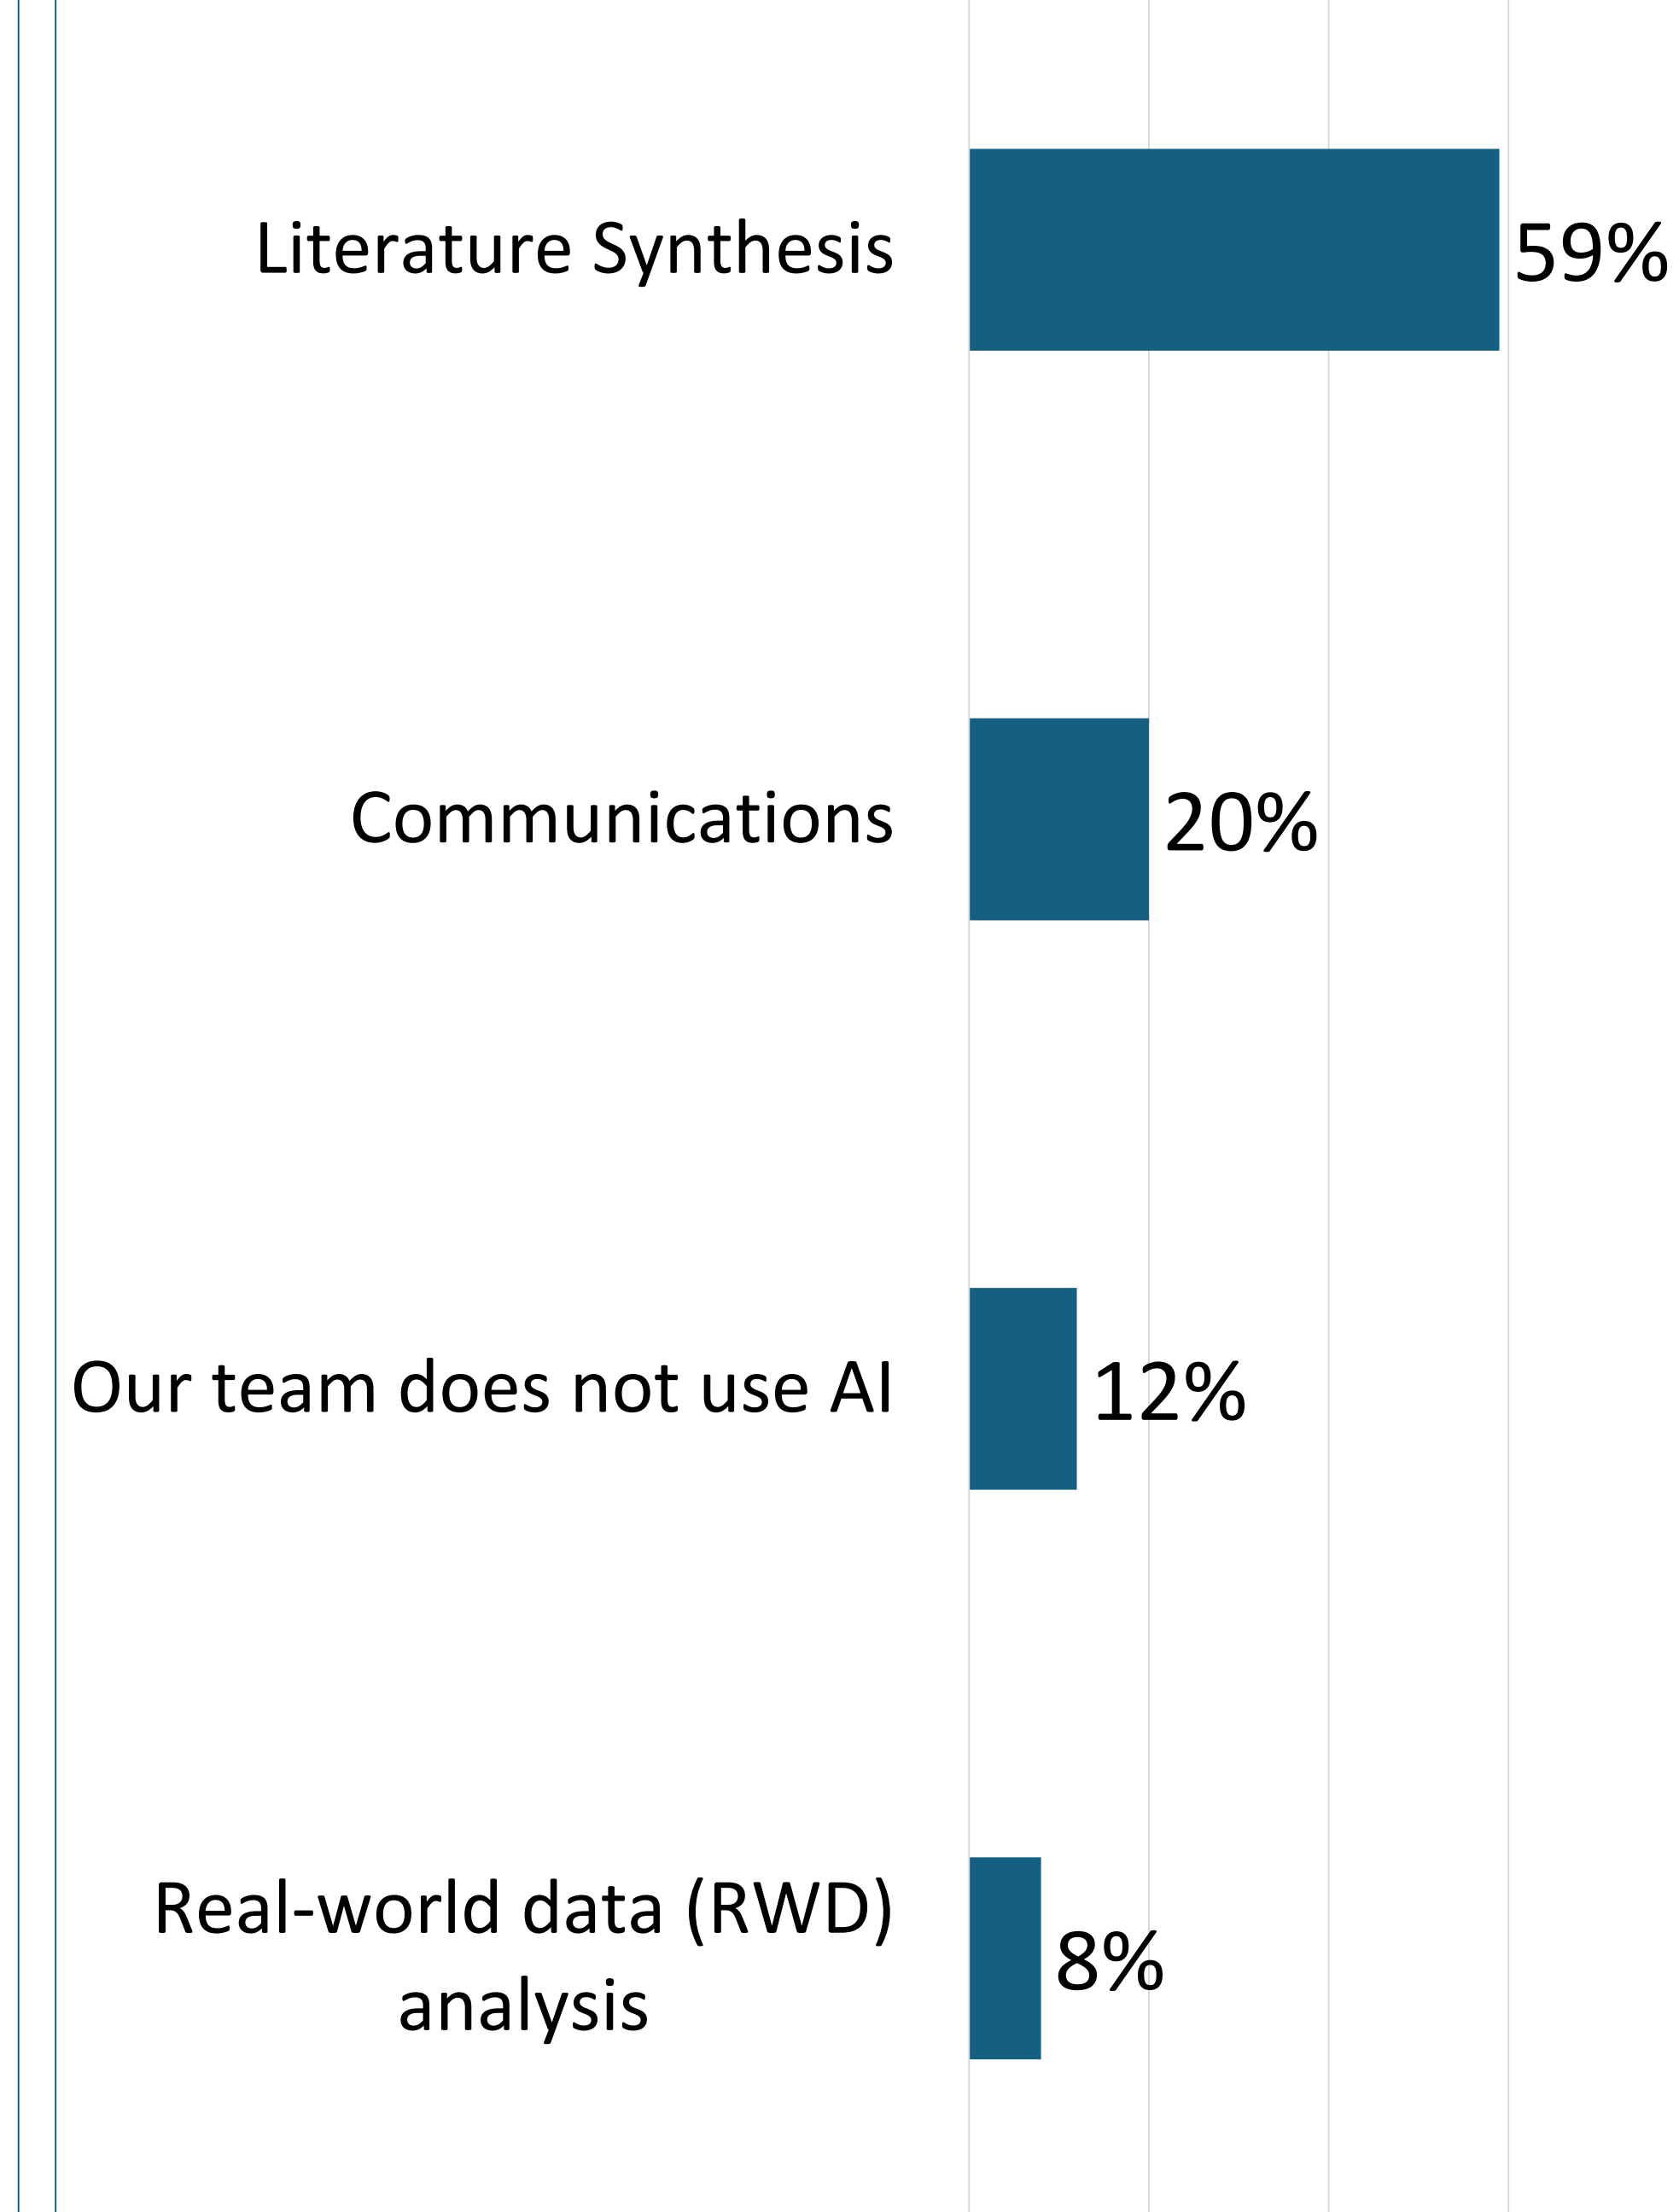 Literature Synthesis
59%
Communications
20%
Our team does not use AI
12%
Real-world data (RWD)
analysis
8%